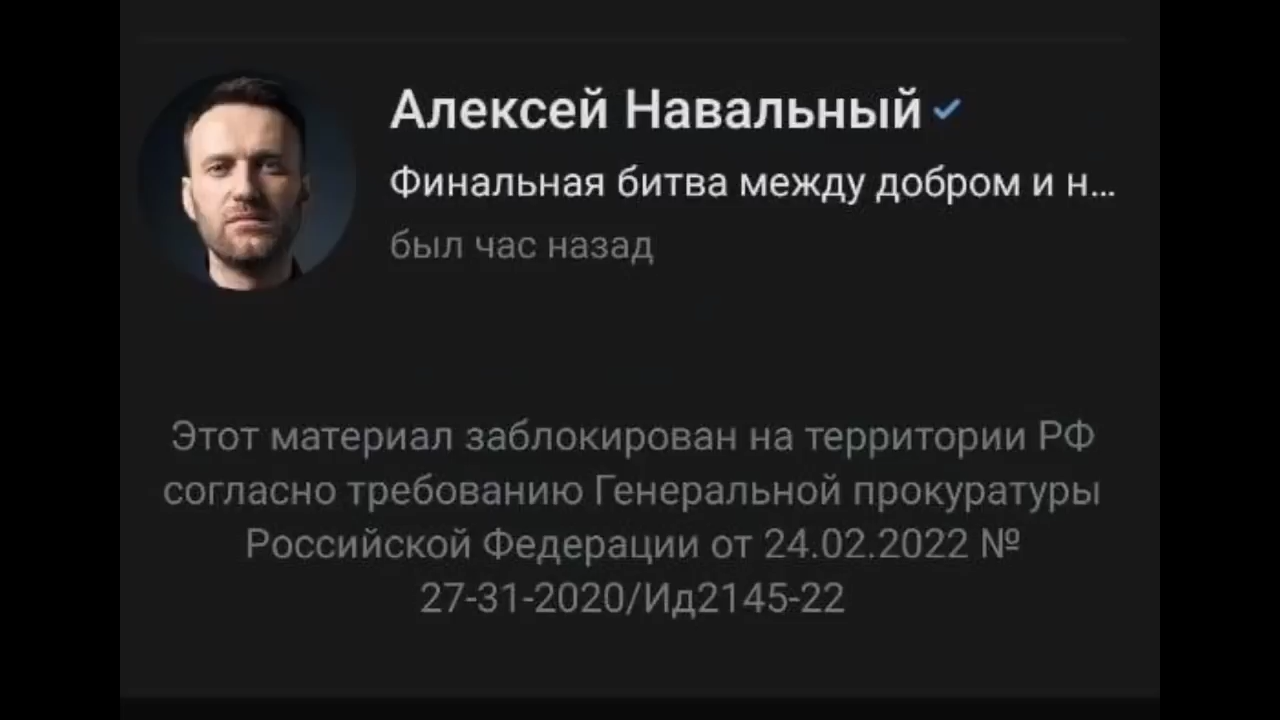 Алексей Навальный
Финальная битва между добром и н...
был час назад
Этот материал заблокирован на территории РФ
согласно требованию Генеральной прокуратуры
Российской Федерации от 24.02.2022 №
27-31-2020/Ид2145-22